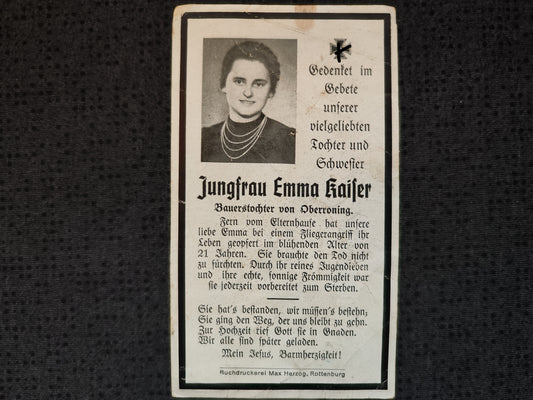 Gedenket im
Gebete
unserer
vielgeliebten
Tochter und
Schwester
Jungfrau Emma Kaiser
Bauerstochter von Oberroning.
Fern vom Elternhause hat unsere
liebe Emma bei einem Fliegerangriff ihr
Leben geopfert im blühenden Alter von
21 Jahren. Sie brauchte den Tod nicht
zu fürchten. Durch ihr reines Jugendleben
und ihre echte, sonnige Frömmigkeit war
sie jederzeit vorbereitet zum Sterben.
Sie hat's bestanden, wir müssen's bestehn;
Sie ging den Weg, der uns bleibt zu gehn.
Zur Hochzeit rief Gott sie in Gnaden.
Wir alle sind später geladen.
Mein Jesus, Barmherzigkeit!
Buchdruckerei Max Herzog, Rottenburg